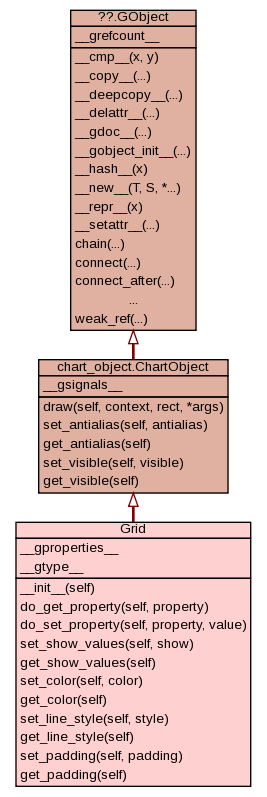 ??.GObject
__grefcount__
__cmp__(x, y)
__copy__(...)
__deepcopy__(...)
__delattr__(...)
__gdoc__(...)
__gobject_init__(...)
__hash__(x)
__new__(T, S, *...)
__repr__(x)
__setattr__(...)
chain(...)
connect(...)
connect_after(...)
...
weak_ref(...)
chart_object.ChartObject
__gsignals__
draw(self, context, rect, *args)
set_antialias(self, antialias)
get_antialias(self)
set_visible(self, visible)
get_visible(self)
Grid
__gproperties__
__gtype__
__init__(self)
do_get_property(self, property)
do_set_property(self, property, value)
set_show_values(self, show)
get_show_values(self)
set_color(self, color)
get_color(self)
set_line_style(self, style)
get_line_style(self)
set_padding(self, padding)
get_padding(self)